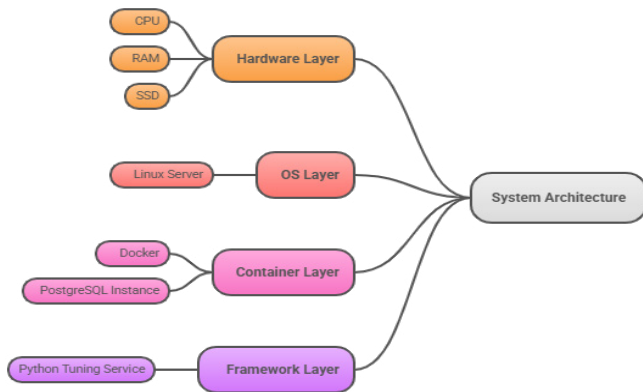 CPU
RAM
SSD
Hardware Layer
Linux Server
OS Layer
System Architecture
Docker
PostgreSQL Instance
Container Layer
Python Tuning Service
Framework Layer